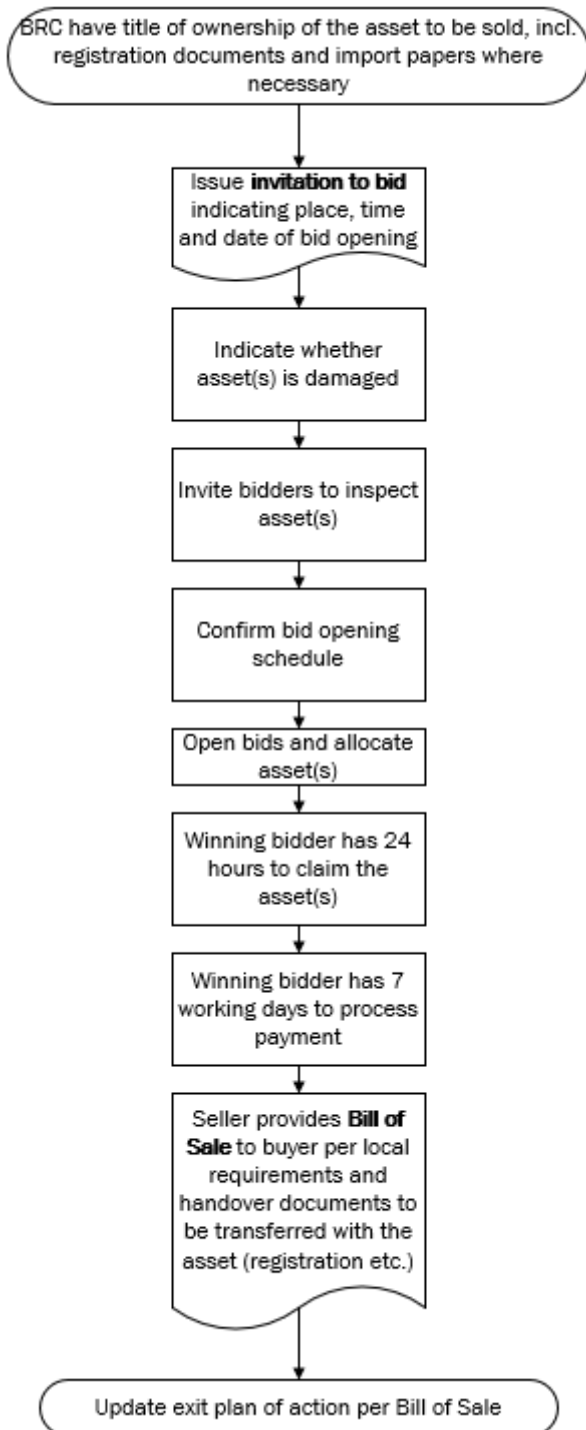 BRC have title of ownership of the asset to be sold, incl.
registration documents and import papers where
necessary
Issue invitation to bid
indicating place, time
and date of bid opening
Indicate whether
asset(s) is damaged
Invite bidders to inspect
asset(s)
Confirm bid opening
schedule
Open bids and allocate
asset(s)
Winning bidder has 24
hours to claim the
asset(s)
Winning bidder has 7
working days to process
payment
Seller provides Bill of
Sale to buyer per local
requirements and
handover documents to
be transferred with the
asset (registration etc.)
Update exit plan of action per Bill of Sale